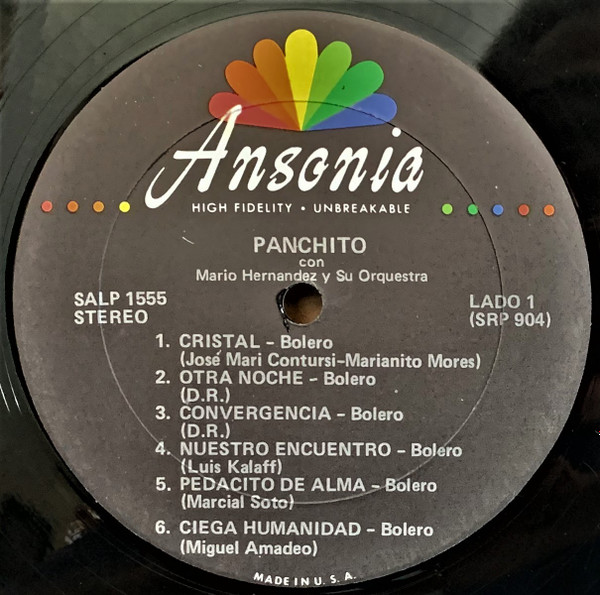 Ansonia
HIGH FIDELITY • UNBREAKABLE
PANCHITO
con
Mario Hernandez y Su Orquestra
SALP 1555
STEREO
LADO 1
(SRP 904)
1. CRISTAL – Bolero
(José Mari Contursi–Marianito Mores)
2. OTRA NOCHE – Bolero
(D.R.)
3. CONVERGENCIA – Bolero
(D.R.)
4. NUESTRO ENCUENTRO – Bolero
(Luis Kalaff)
5. PEDACITO DE ALMA – Bolero
(Marcial Soto)
6. CIEGA HUMANIDAD – Bolero
(Miguel Amadeo)
MADE IN U. S. A.